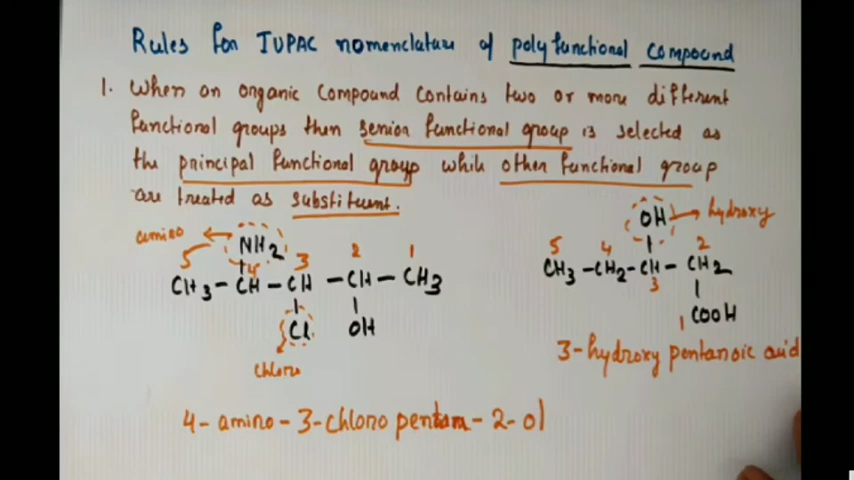 Rules for IUPAC nomenclature of polyfunctional compound
1. When an organic compound contains two or more different
functional groups then senior functional group is selected as
the principal functional group while other functional group
are treated as substituent.
amino
NH2
5 4 3 2 1
CH3 - CH - CH - CH - CH3
Cl OH
chloro
4-amino-3-chloro pentan-2-ol
OH hydroxy
5 4 2
CH3 - CH2 - CH - CH2
3
1 COOH
3-hydroxy pentanoic acid